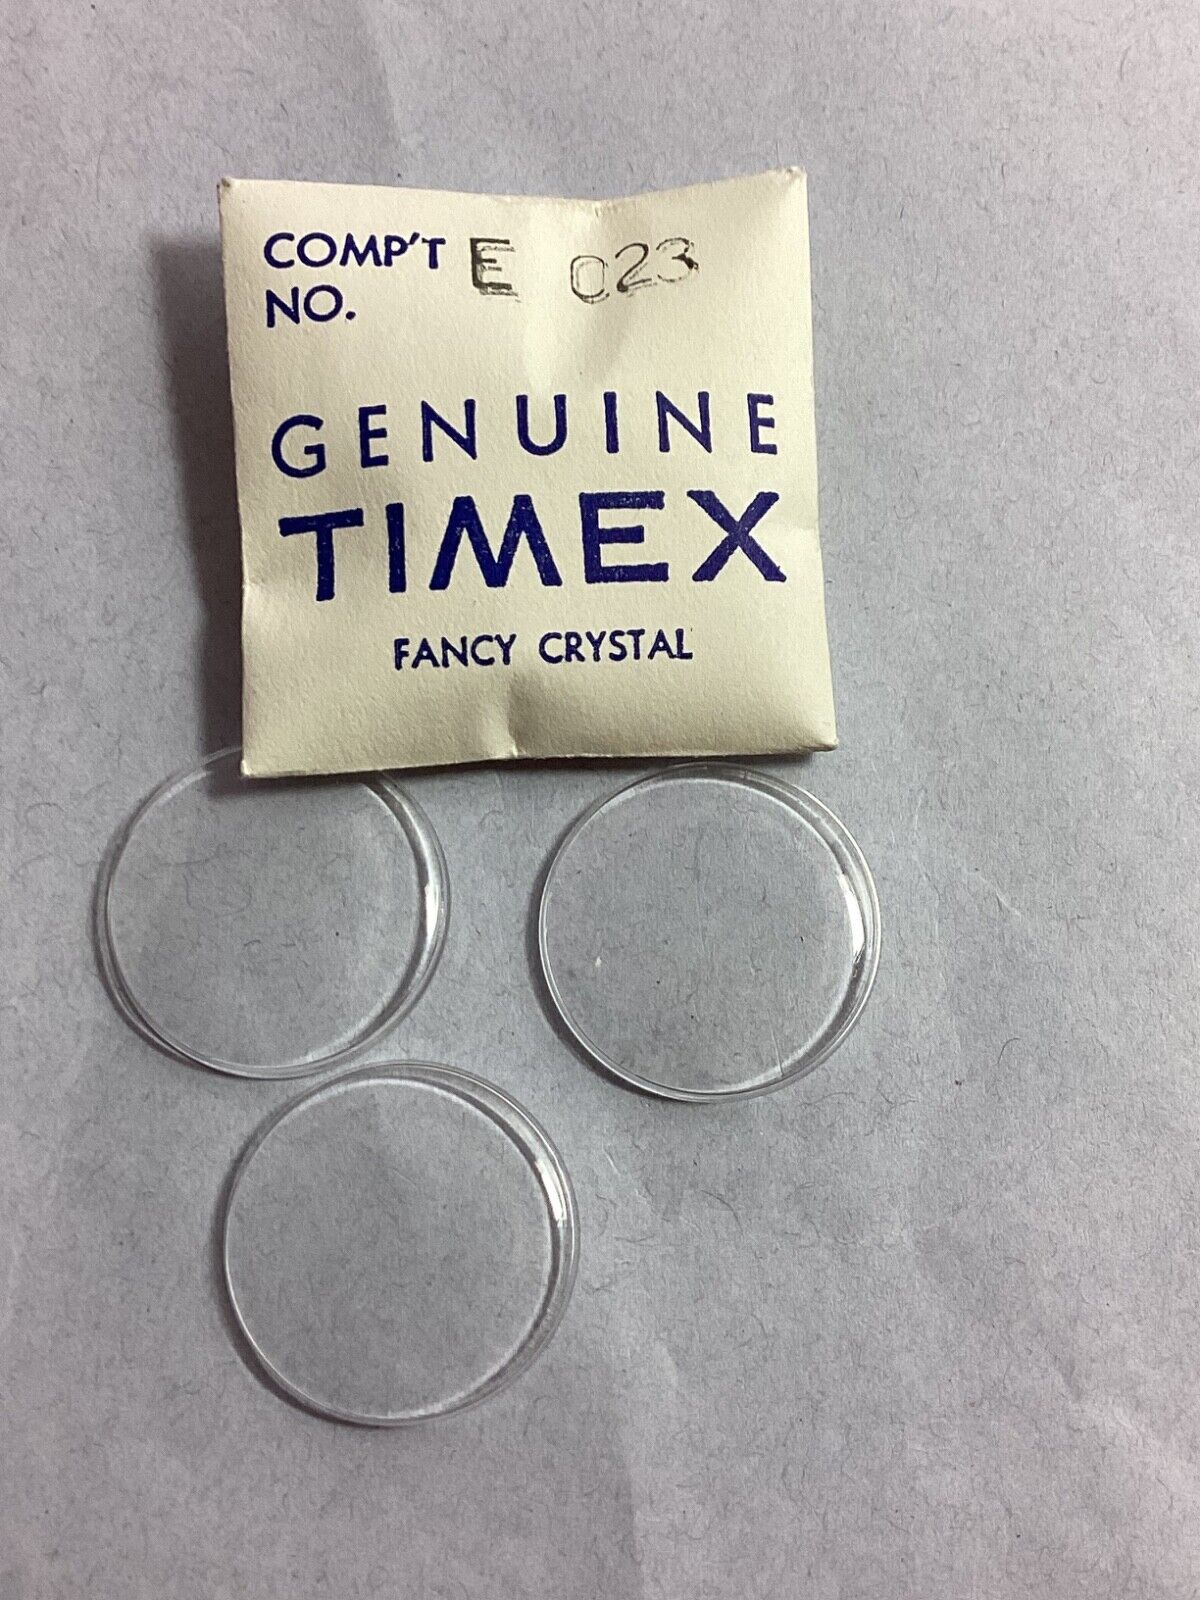 COMP'T E 023
NO.
GENUINE
TIMEX
FANCY CRYSTAL